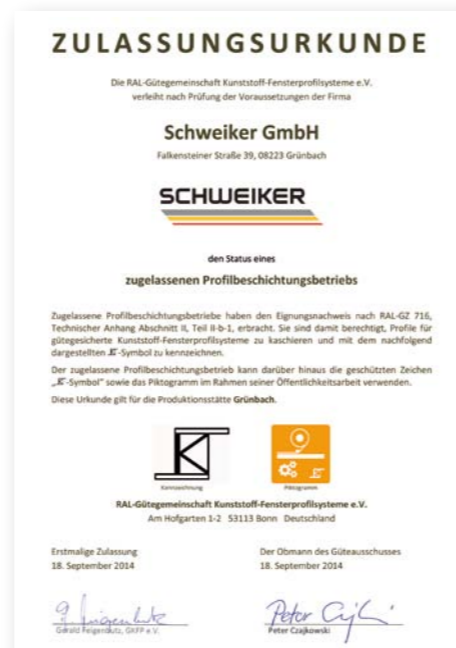 ZULASSUNGSURKUNDE
Die RAL-Gütegemeinschaft Kunststoff-Fensterprofilsysteme e.V.
verleiht nach Prüfung der Voraussetzungen der Firma
Schweiker GmbH
Falkensteiner Straße 39, 08223 Grünbach
SCHWEIKER
den Status eines
zugelassenen Profilbeschichtungsbetriebs
Zugelassene Profilbeschichtungsbetriebe haben den Eignungsnachweis nach RAL-GZ 716,
Technischer Anhang Abschnitt II, Teil II-b-1, erbracht. Sie sind damit berechtigt, Profile für
gütegesicherte Kunststoff-Fensterprofilsysteme zu kaschieren und mit dem nachfolgend
dargestellten K-Symbol zu kennzeichnen.
Der zugelassene Profilbeschichtungsbetrieb kann darüber hinaus die geschützten Zeichen
„K-Symbol" sowie das Piktogramm im Rahmen seiner Öffentlichkeitsarbeit verwenden.
Diese Urkunde gilt für die Produktionsstätte Grünbach.
K
Kennzeichnung Piktogramm
RAL-Gütegemeinschaft Kunststoff-Fensterprofilsysteme e.V.
Am Hofgarten 1-2 53113 Bonn Deutschland
Erstmalige Zulassung Der Obmann des Güteausschusses
18. September 2014 18. September 2014
Peter Czajkowski
Gerald Feigenbutz, GKFP e.V.